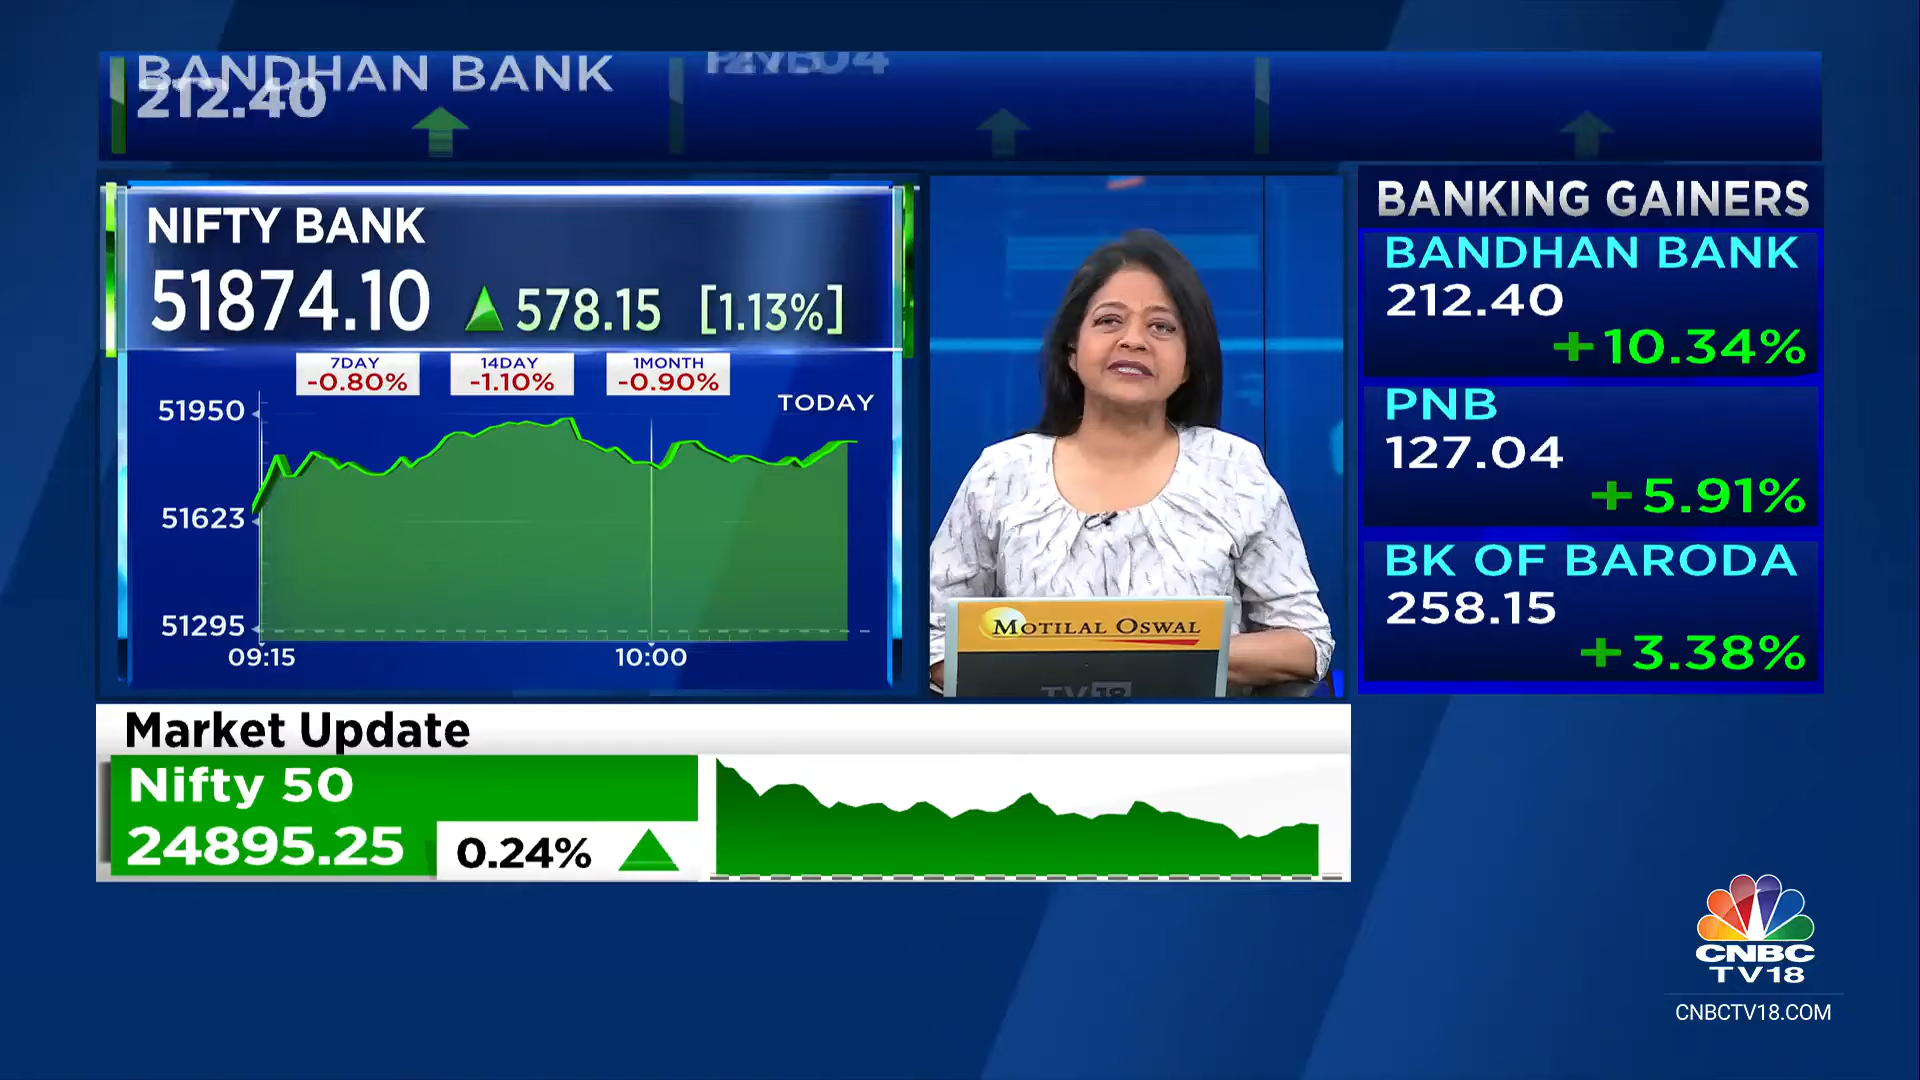 BANDHAN BANK
212.40
NIFTY BANK
51874.10 578.15 [1.13%]
7DAY
-0.80%
14DAY
-1.10%
1MONTH
-0.90%
TODAY
51950
51623
51295
09:15 10:00
MOTILAL OSWAL
TV18
BANKING GAINERS
BANDHAN BANK
212.40
+10.34%
PNB
127.04
+5.91%
BK OF BARODA
258.15
+3.38%
Market Update
Nifty 50
24895.25 0.24%
CNBC
TV18
CNBCTV18.COM